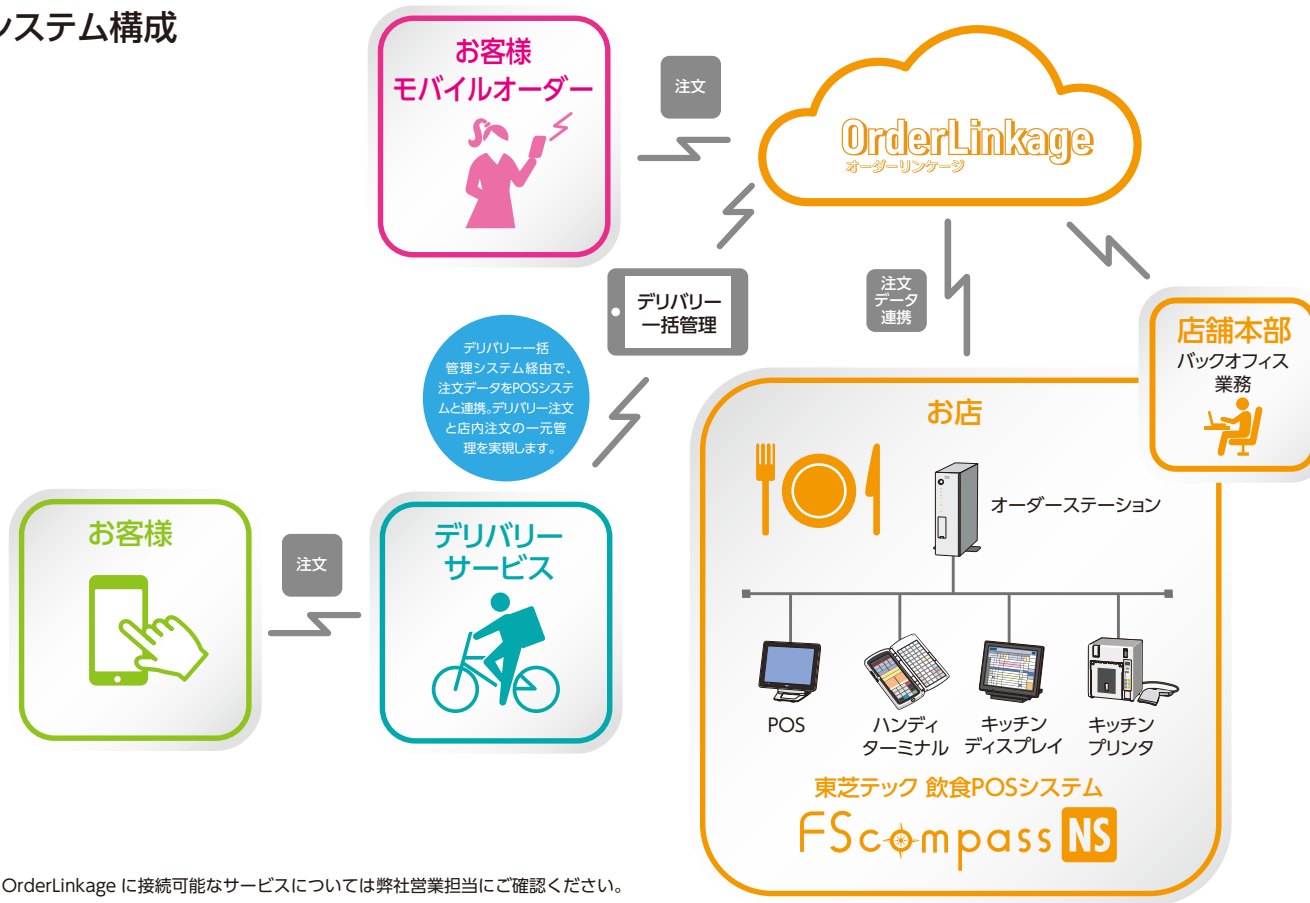 システム構成
お客様
モバイルオーダー
注文
OrderLinkage
オーダーリンケージ
デリバリー
一括管理
注文
データ
連携
店舗本部
バックオフィス
業務
デリバリー一括
管理システム経由で、
注文データをPOSシステ
ムと連携。デリバリー注文
と店内注文の一元管
理を実現します。
お店
オーダーステーション
お客様
注文
デリバリー
サービス
POS
ハンディ
ターミナル
キッチン
ディスプレイ
キッチン
プリンタ
東芝テック 飲食POSシステム
FScompass NS
OrderLinkage に接続可能なサービスについては弊社営業担当にご確認ください。